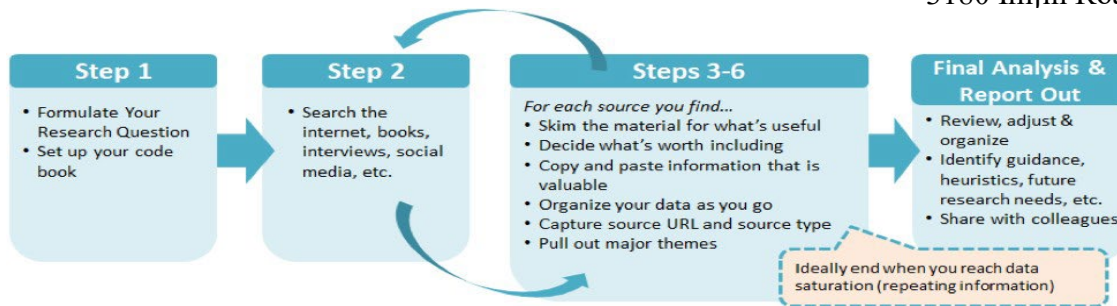 Step 1
• Formulate Your
Research Question
• Set up your code
book
Step 2
• Search the
internet, books,
interviews, social
media, etc.
Steps 3-6
For each source you find...
• Skim the material for what's useful
• Decide what's worth including
• Copy and paste information that is
valuable
• Organize your data as you go
• Capture source URL and source type
• Pull out major themes
Final Analysis &
Report Out
• Review, adjust &
organize
• Identify guidance,
heuristics, future
research needs, etc.
• Share with colleagues
Ideally end when you reach data
saturation (repeating information)